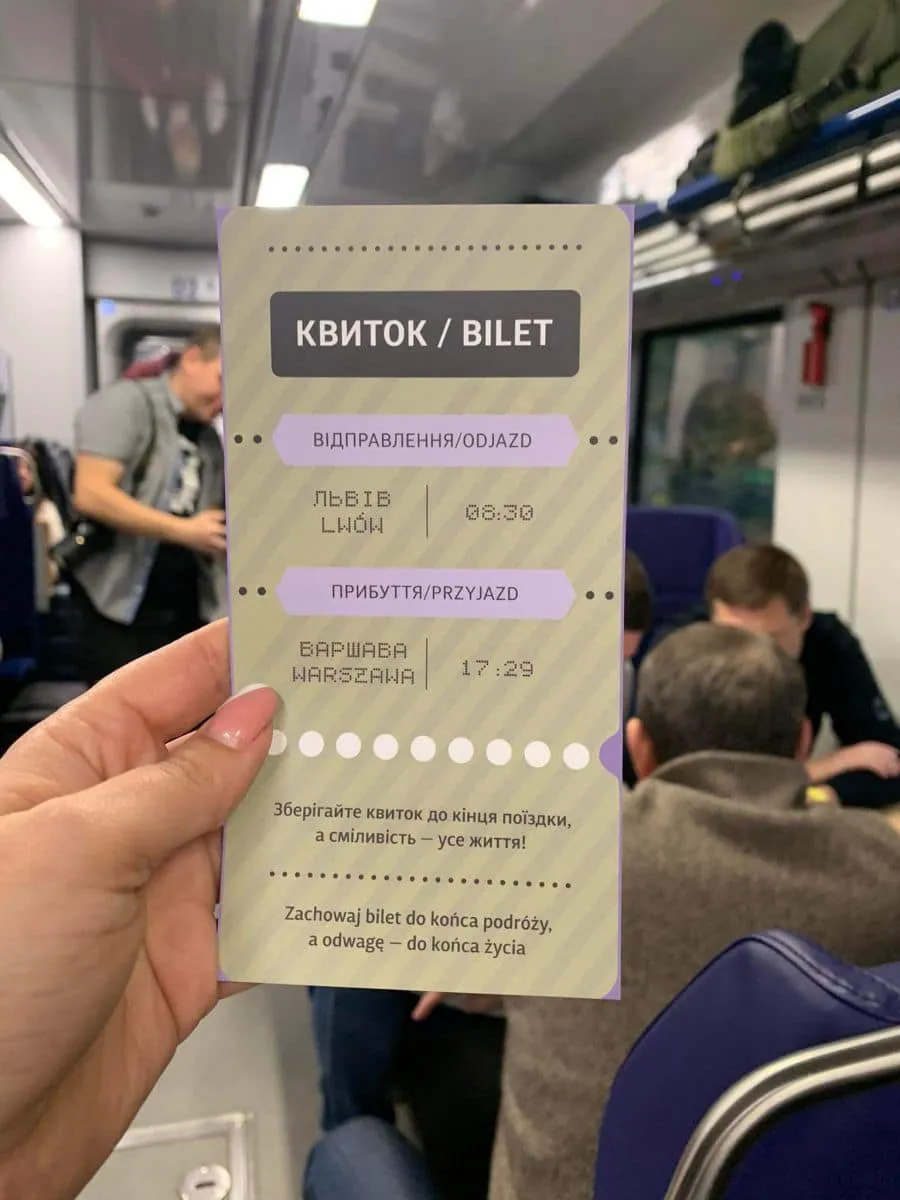 КВИТОК / BILET
ВІДПРАВЛЕННЯ/ODJAZD
ЛЬВІВ
LWÓW
08:30
ПРИБУТТЯ/PRZYJAZD
ВАРШАВА
WARSZAWA
17:29
Зберігайте квиток до кінця поїздки,
а сміливість – усе життя!
Zachowaj bilet do końca podróży,
a odwagę – do końca życia